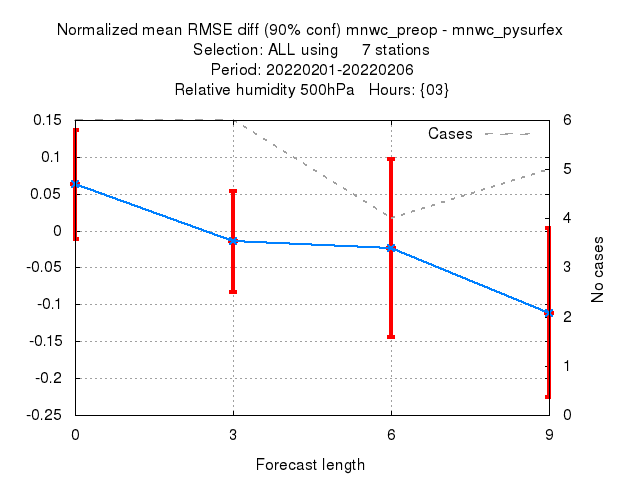 Normalized mean RMSE diff (90% conf) mnwc_preop - mnwc_pysurfex
Selection: ALL using 7 stations
Period: 20220201-20220206
Relative humidity 500hPa Hours: {03}
Cases
0.15
0.1
0.05
0
-0.05
-0.1
-0.15
-0.2
-0.25
6
5
4
3
2
1
0
No cases
0 3 6 9
Forecast length